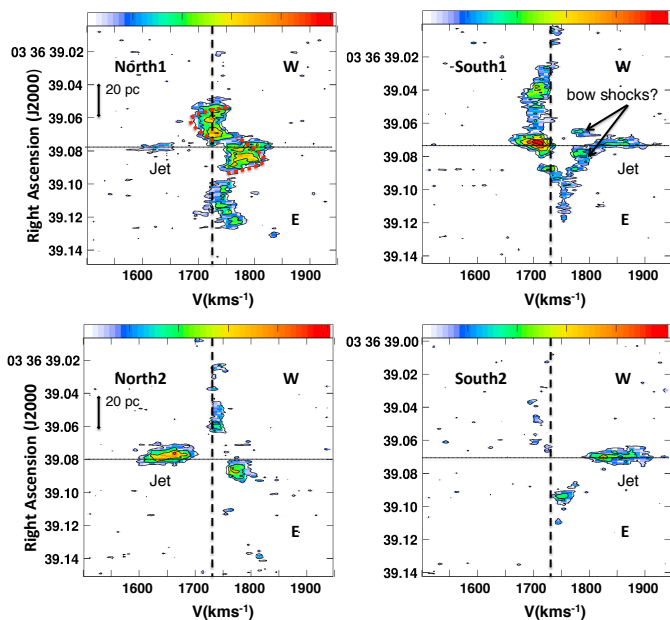 03 36 39.02
39.04
39.06
39.08
39.10
39.12
39.14
Right Ascension (J2000)
North1
W
20 pc
Jet
E
1600 1700 1800 1900
V(kms⁻¹)
03 36 39.02
39.04
39.06
39.08
39.10
39.12
39.14
South1
W
bow shocks?
Jet
E
1600 1700 1800 1900
V(kms⁻¹)
03 36 39.02
39.04
39.06
39.08
39.10
39.12
39.14
Right Ascension (J2000
North2
W
20 pc
Jet
E
1600 1700 1800 1900
V(kms⁻¹)
03 36 39.00
39.02
39.04
39.06
39.08
39.10
39.12
39.14
South2
W
Jet
E
1600 1700 1800 1900
V(kms⁻¹)